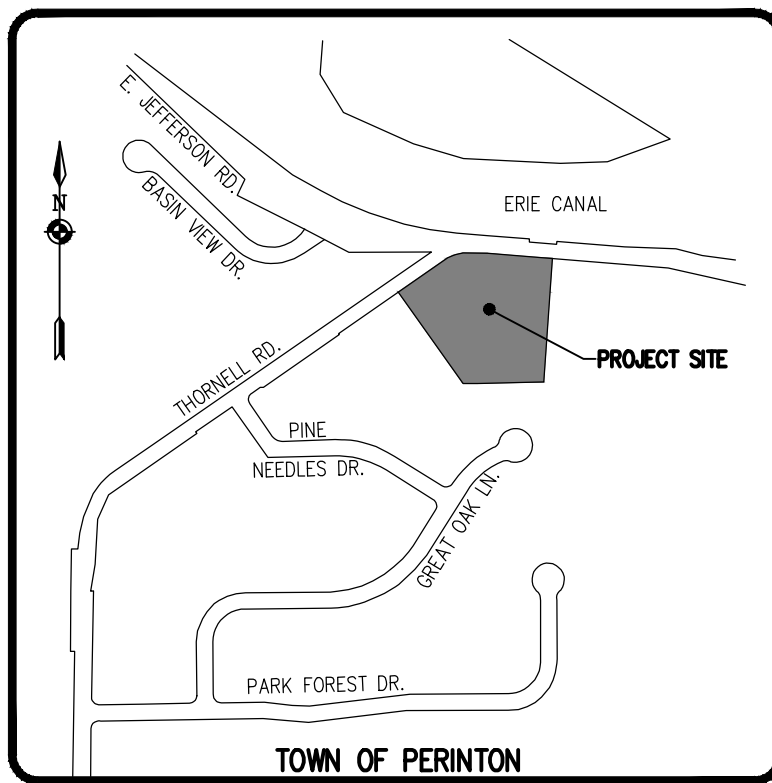 E. JEFFERSON RD.
BASIN VIEW DR.
N
ERIE CANAL
PROJECT SITE
THORNELL RD.
PINE
NEEDLES DR.
GREAT OAK LN.
PARK FOREST DR.
TOWN OF PERINTON